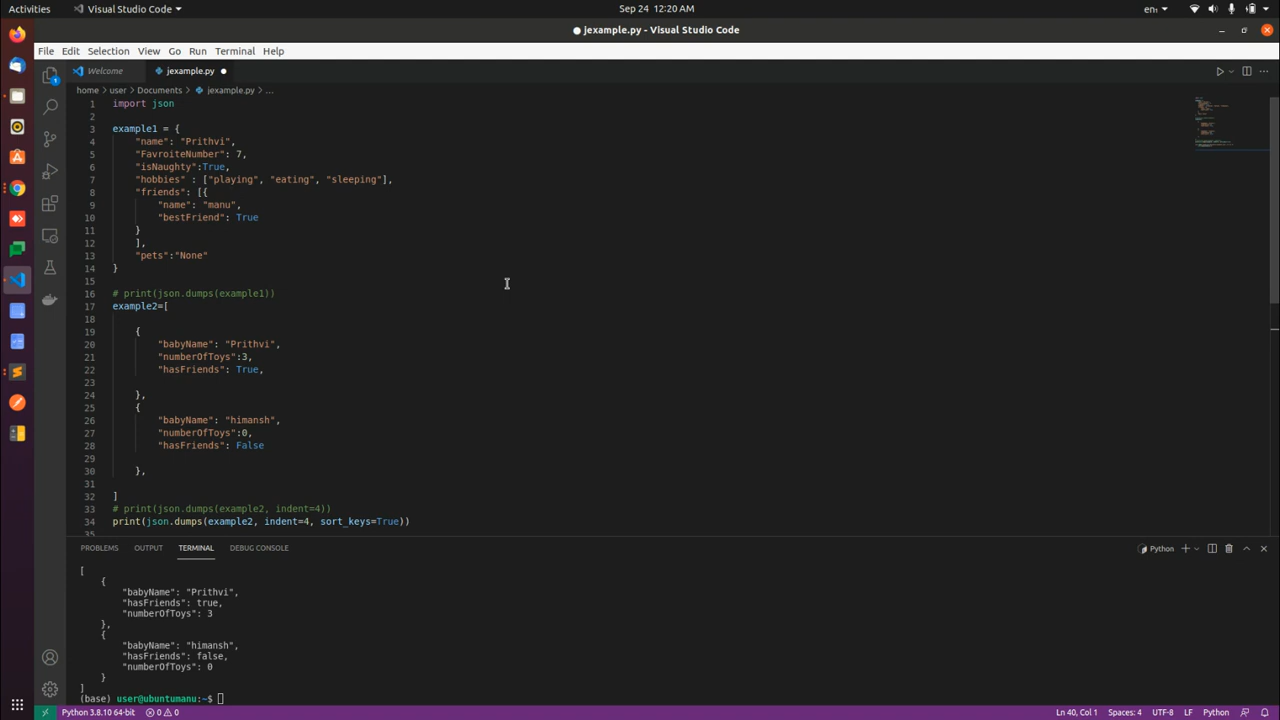 Activities
Visual Studio Code
Sep 24 12:20 AM
en₁
jexample.py - Visual Studio Code
File Edit Selection View Go Run Terminal Help
Welcome
jexample.py
home > user > Documents > jexample.py > ...
1 import json
2
3 example1 = {
4 "name": "Prithvi",
5 "FavroiteNumber": 7,
6 "isNaughty":True,
7 "hobbies" : ["playing", "eating", "sleeping"],
8 "friends": [{
9 "name": "manu",
10 "bestFriend": True
11 }
12 ],
13 "pets":"None"
14 }
15
16 # print(json.dumps(example1))
17 example2=[
18
19 {
20 "babyName": "Prithvi",
21 "numberOfToys":3,
22 "hasFriends": True,
23
24 },
25 {
26 "babyName": "himansh",
27 "numberOfToys":0,
28 "hasFriends": False
29
30 },
31
32 ]
33 # print(json.dumps(example2, indent=4))
34 print(json.dumps(example2, indent=4, sort_keys=True))
35
PROBLEMS OUTPUT TERMINAL DEBUG CONSOLE
Python
[
{
"babyName": "Prithvi",
"hasFriends": true,
"numberOfToys": 3
},
{
"babyName": "himansh",
"hasFriends": false,
"numberOfToys": 0
}
]
(base) user@ubuntumanu:~$
Python 3.8.10 64-bit 0 0
Ln 40, Col 1 Spaces: 4 UTF-8 LF Python